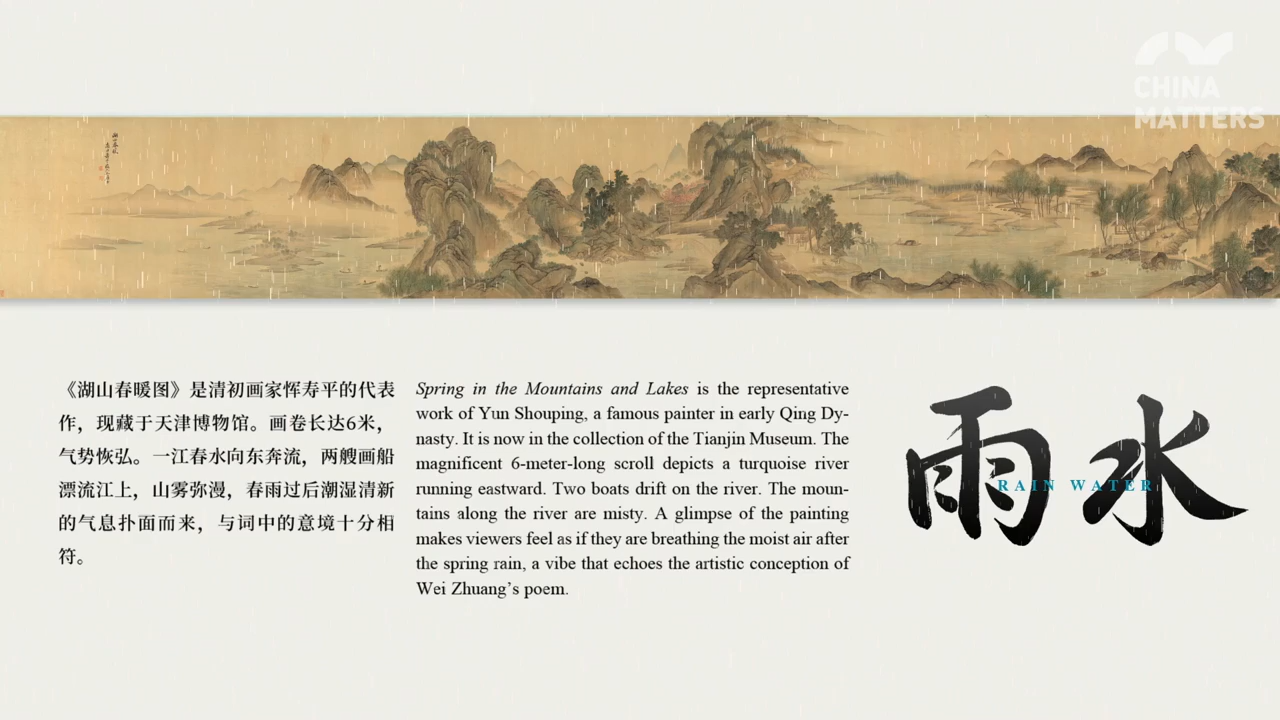 CHINA
MATTERS
《湖山春暖图》是清初画家恽寿平的代表
作，现藏于天津博物馆。画卷长达6米，
气势恢弘。一江春水向东奔流，两艘画船
漂流江上，山雾弥漫，春雨过后潮湿清新
的气息扑面而来，与词中的意境十分相
符。
Spring in the Mountains and Lakes is the representative
work of Yun Shouping, a famous painter in early Qing Dy-
nasty. It is now in the collection of the Tianjin Museum. The
magnificent 6-meter-long scroll depicts a turquoise river
running eastward. Two boats drift on the river. The moun-
tains along the river are misty. A glimpse of the painting
makes viewers feel as if they are breathing the moist air after
the spring rain, a vibe that echoes the artistic conception of
Wei Zhuang’s poem.
雨水
RAIN WATER